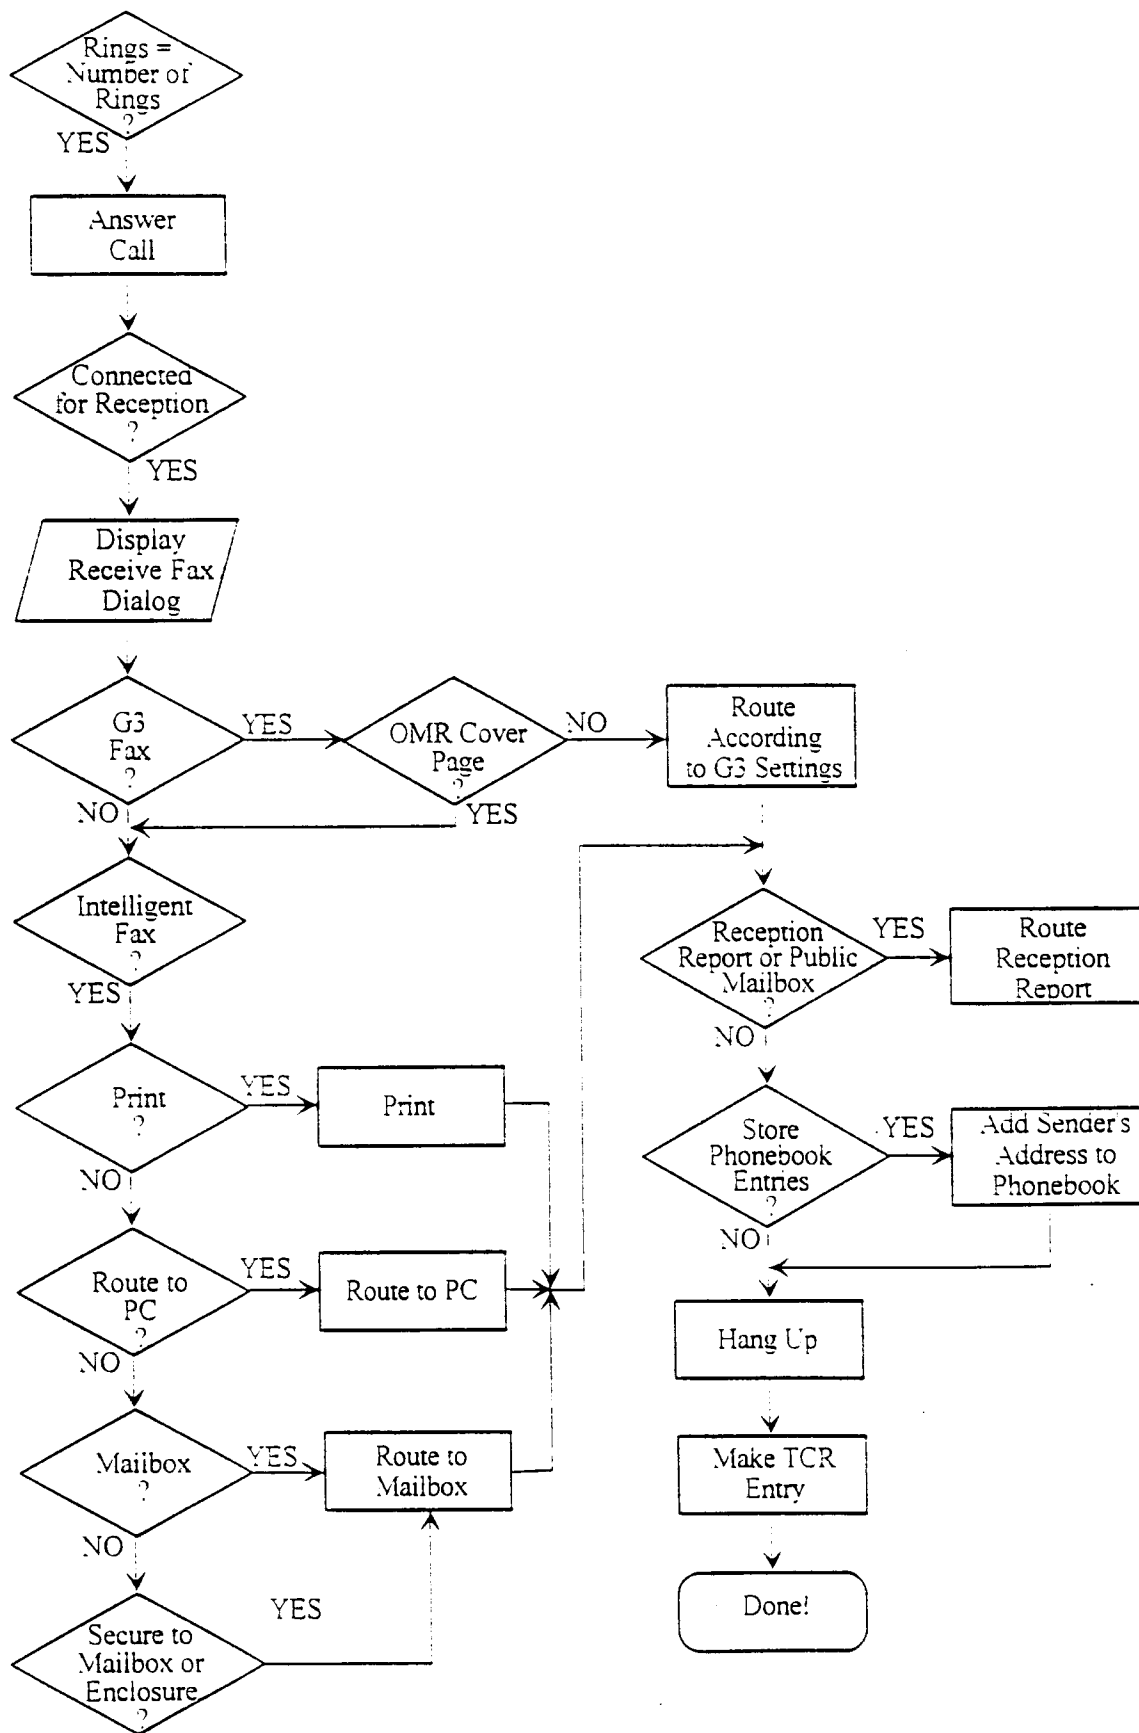 Rings =
Number of
Rings
?
YES
Answer
Call
Connected
for Reception
?
YES
Display
Receive Fax
Dialog
G3
Fax
?
YES
NO
OMR Cover
Page
?
NO
YES
Route
According
to G3 Settings
Intelligent
Fax
?
YES
Reception
Report or Public
Mailbox
?
YES
NO
Route
Reception
Report
Print
?
YES
NO
Print
Store
Phonebook
Entries
?
YES
NO
Add Sender's
Address to
Phonebook
Route to
PC
?
YES
NO
Route to PC
Hang Up
Mailbox
?
YES
NO
Route to
Mailbox
Make TCR
Entry
Secure to
Mailbox or
Enclosure
?
YES
Done!